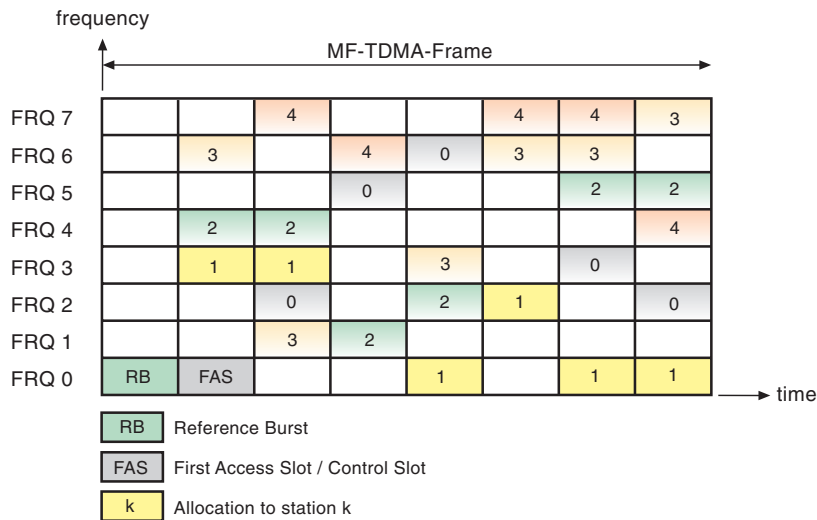 frequency
MF-TDMA-Frame
FRQ 7 4 4 4 3
FRQ 6 3 4 0 3 3
FRQ 5 0 2 2
FRQ 4 2 2 4
FRQ 3 1 1 3 0
FRQ 2 0 2 1 0
FRQ 1 3 2
FRQ 0 RB FAS 1 1 1
time
RB Reference Burst
FAS First Access Slot / Control Slot
k Allocation to station k